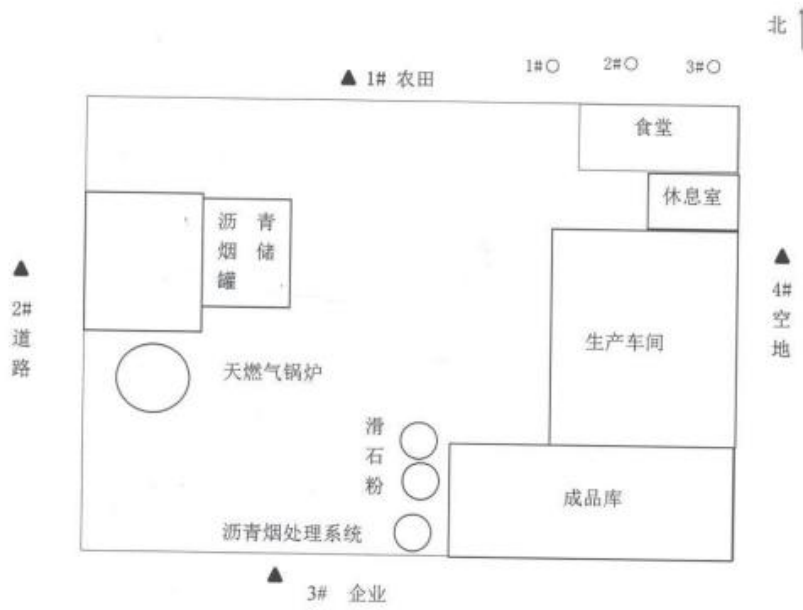 北
1#○ 2#○ 3#○
▲ 1# 农田
食堂
休息室
沥 青
烟 储
罐
▲
2#
道
路
▲
4#
空
地
生产车间
天燃气锅炉
滑
石
粉
成品库
沥青烟处理系统
▲
3# 企业